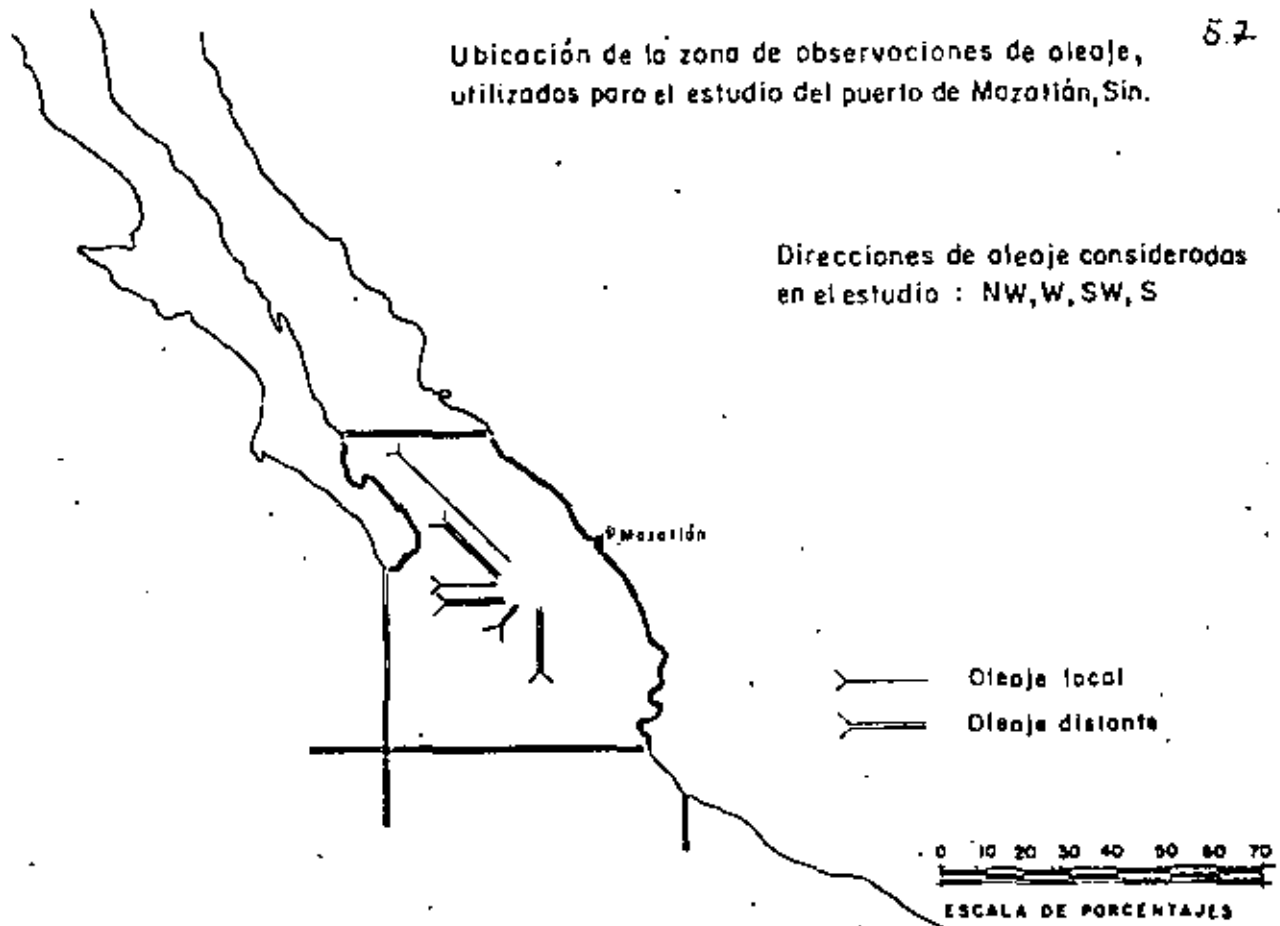 5.7
Ubicación de la zona de observaciones de oleaje,
utilizados para el estudio del puerto de Mazatlán, Sin.
Direcciones de oleaje consideradas
en el estudio : NW, W, SW, S
Mazatlán
Oleaje local
Oleaje distante
0 10 20 30 40 50 60 70
ESCALA DE PORCENTAJES